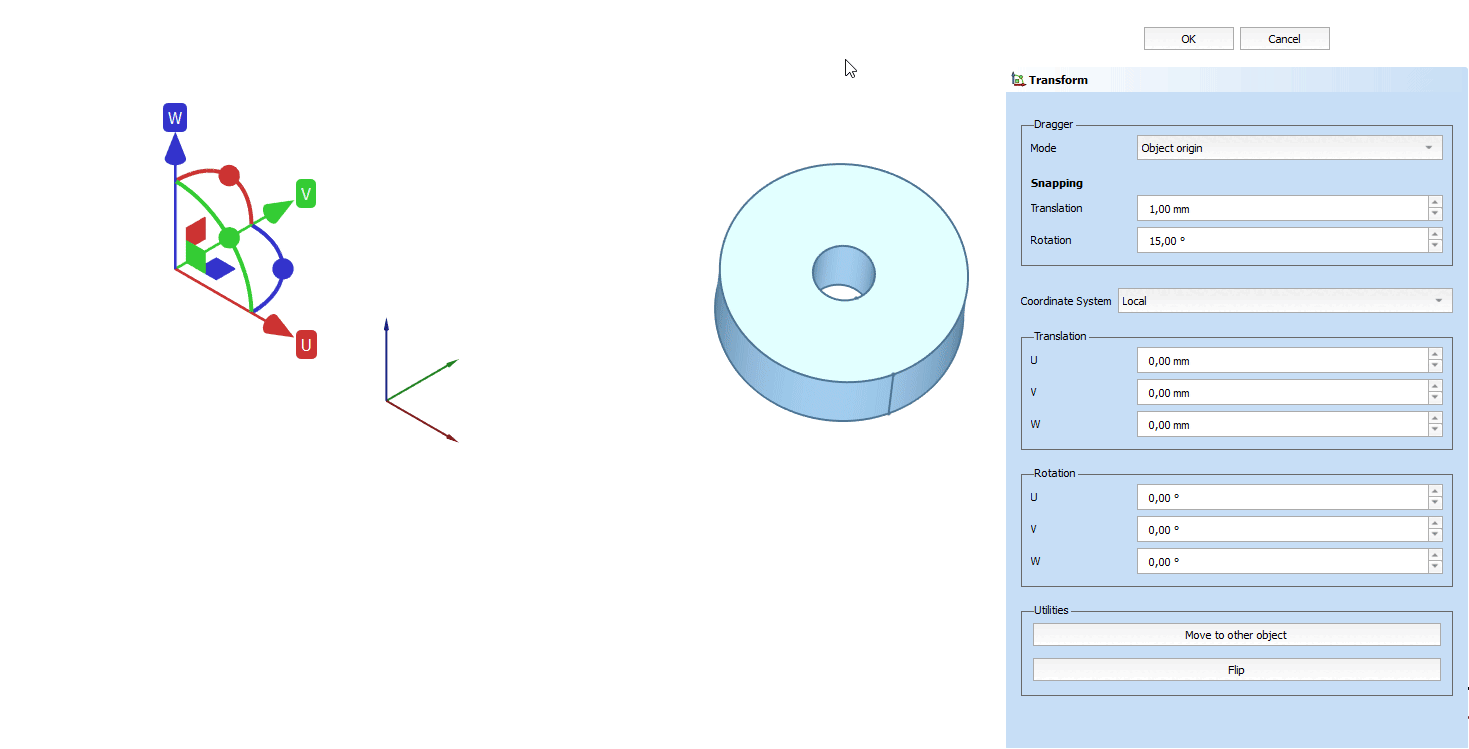 OK Cancel
Transform
W
V
U
Dragger
Mode Object origin
Snapping
Translation 1,00 mm
Rotation 15,00 °
Coordinate System Local
Translation
U 0,00 mm
V 0,00 mm
W 0,00 mm
Rotation
U 0,00 °
V 0,00 °
W 0,00 °
Utilities
Move to other object
Flip